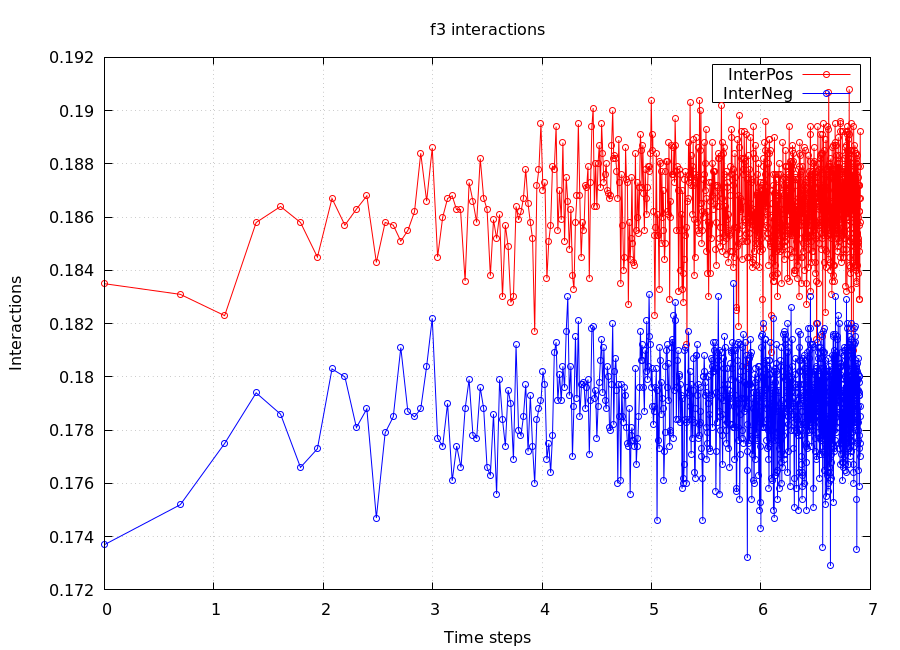 f3 interactions
InterPos
InterNeg
0.192
0.19
0.188
0.186
0.184
0.182
0.18
0.178
0.176
0.174
0.172
Interactions
0 1 2 3 4 5 6 7
Time steps